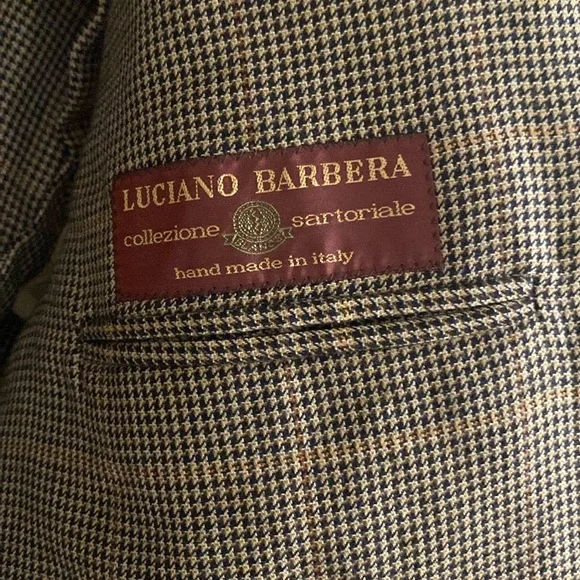 LUCIANO BARBERA
collezione sartoriale
hand made in italy